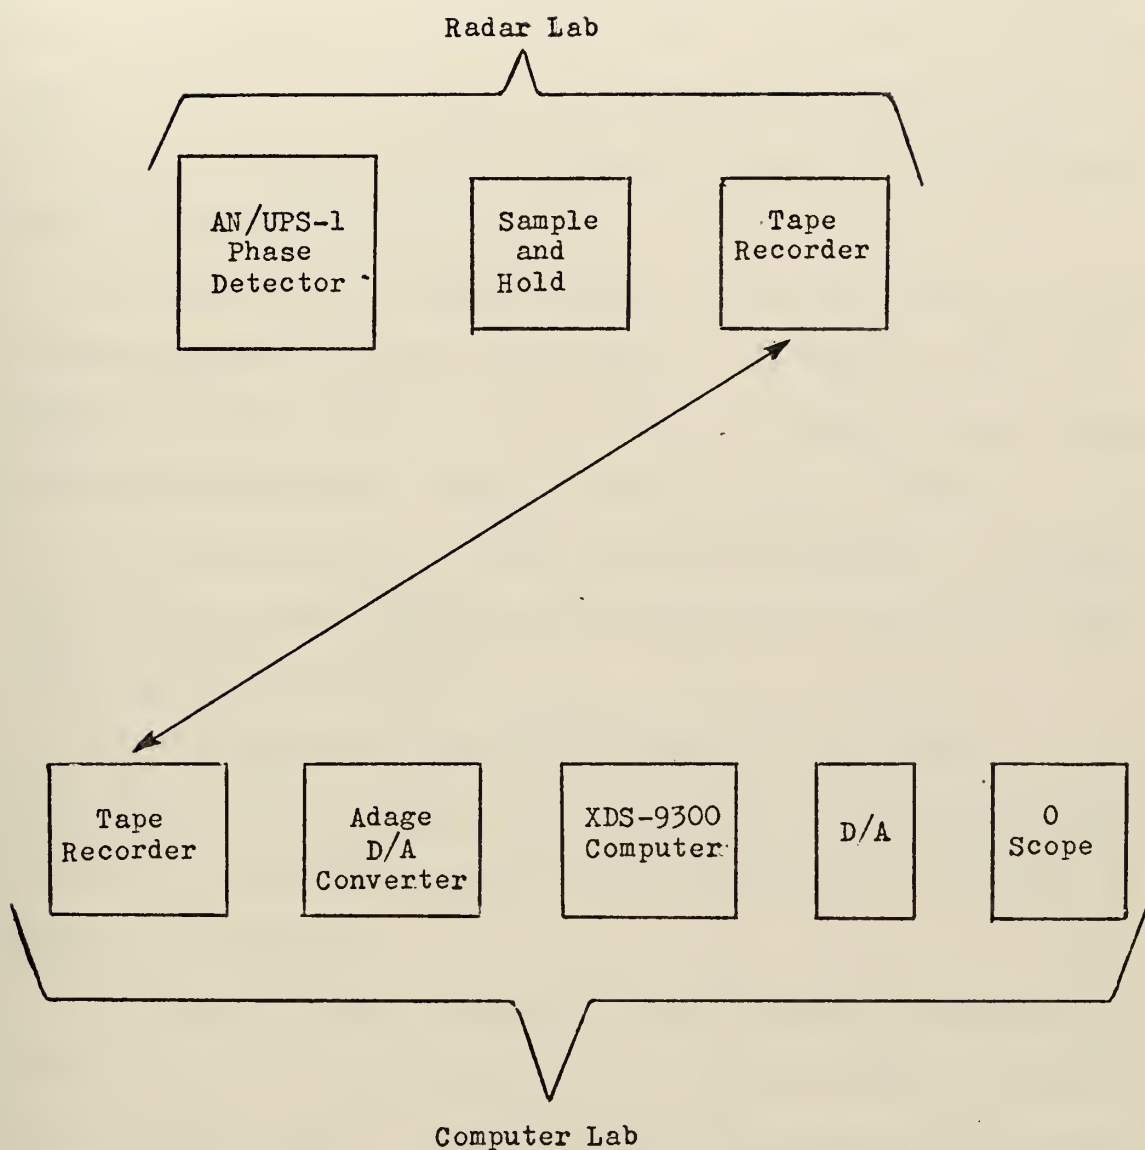 Radar Lab
AN/UPS-1
Phase
Detector
Sample
and
Hold
Tape
Recorder
Tape
Recorder
Adage
D/A
Converter
XDS-9300
Computer
D/A
O
Scope
Computer Lab